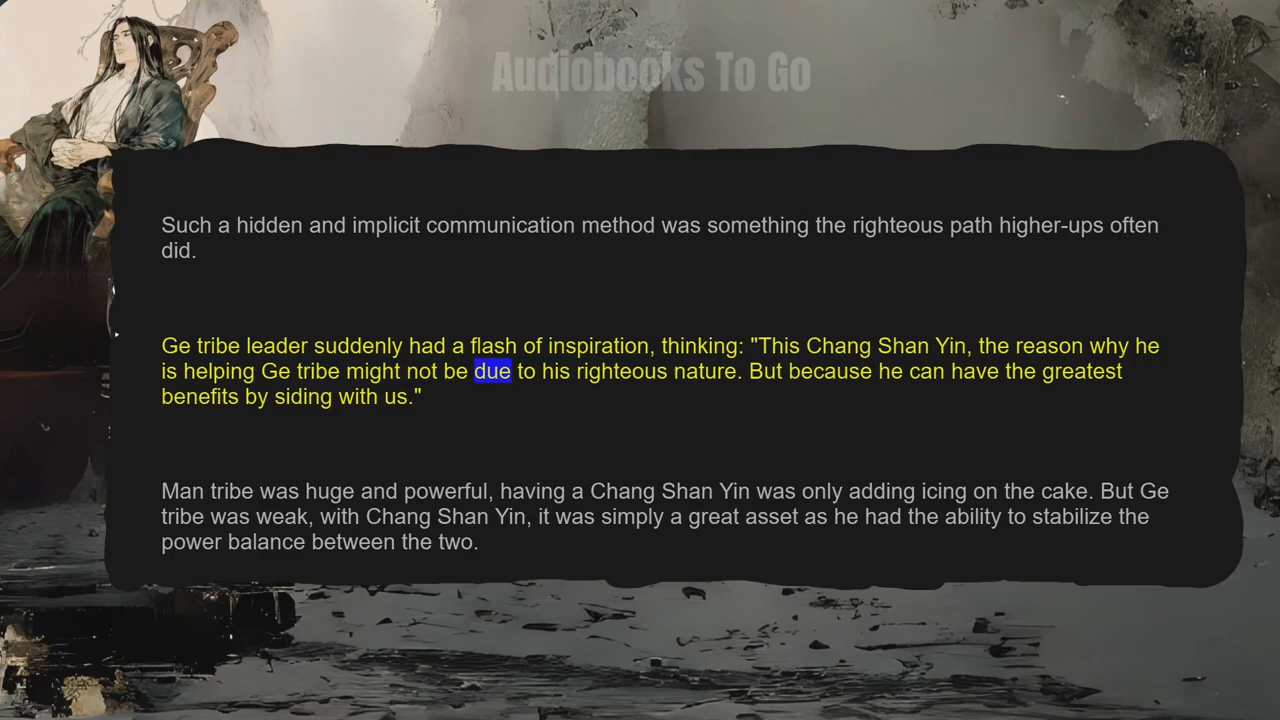 Audiobooks To Go
Such a hidden and implicit communication method was something the righteous path higher-ups often
did.
Ge tribe leader suddenly had a flash of inspiration, thinking: "This Chang Shan Yin, the reason why he
is helping Ge tribe might not be due to his righteous nature. But because he can have the greatest
benefits by siding with us."
Man tribe was huge and powerful, having a Chang Shan Yin was only adding icing on the cake. But Ge
tribe was weak, with Chang Shan Yin, it was simply a great asset as he had the ability to stabilize the
power balance between the two.